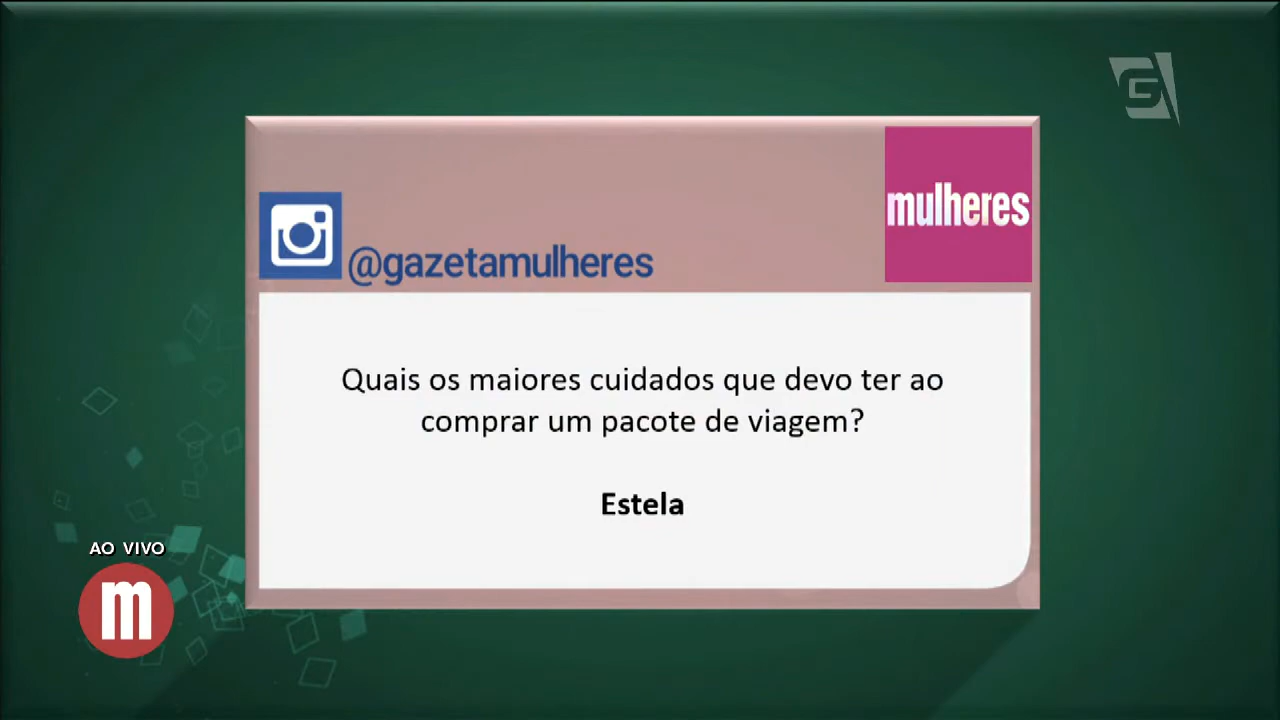 @gazetamulheres
mulheres
Quais os maiores cuidados que devo ter ao
comprar um pacote de viagem?
Estela
AO VIVO
m
G